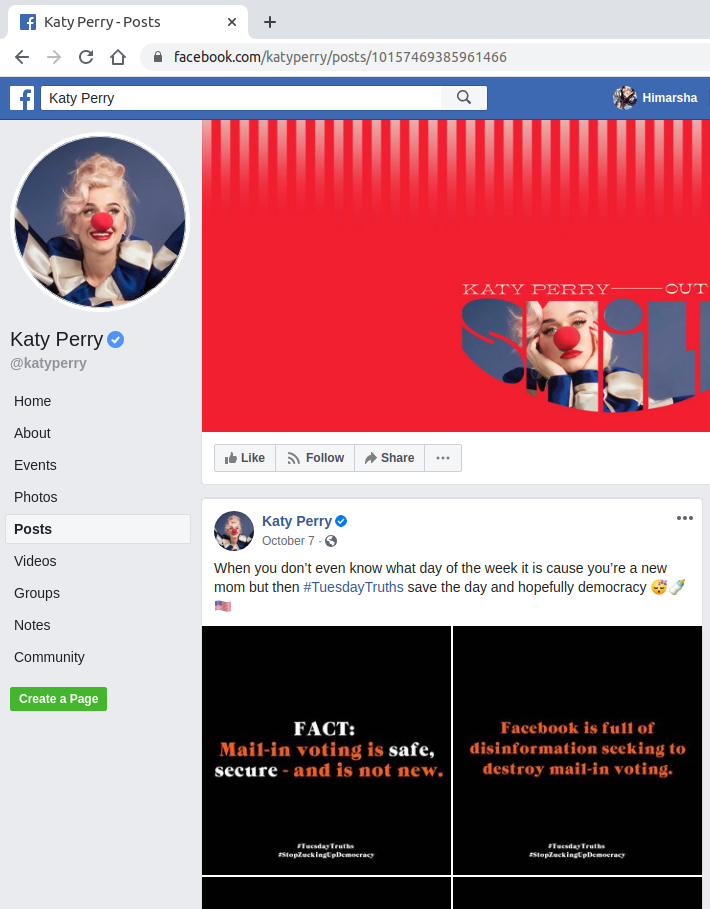 Katy Perry - Posts
facebook.com/katyperry/posts/10157469385961466
Katy Perry
Himarsha
Katy Perry
@katyperry
Home
About
Events
Photos
Posts
Videos
Groups
Notes
Community
Create a Page
KATY PERRY OUT
SMIL
Like
Follow
Share
Katy Perry
October 7 ·
When you don’t even know what day of the week it is cause you’re a new
mom but then #TuesdayTruths save the day and hopefully democracy 😴🍼
🇺🇸
FACT:
Mail-in voting is safe,
secure - and is not new.
#TuesdayTruths
#StopZuckingUpDemocracy
Facebook is full of
disinformation seeking to
destroy mail-in voting.
#TuesdayTruths
#StopZuckingUpDemocracy